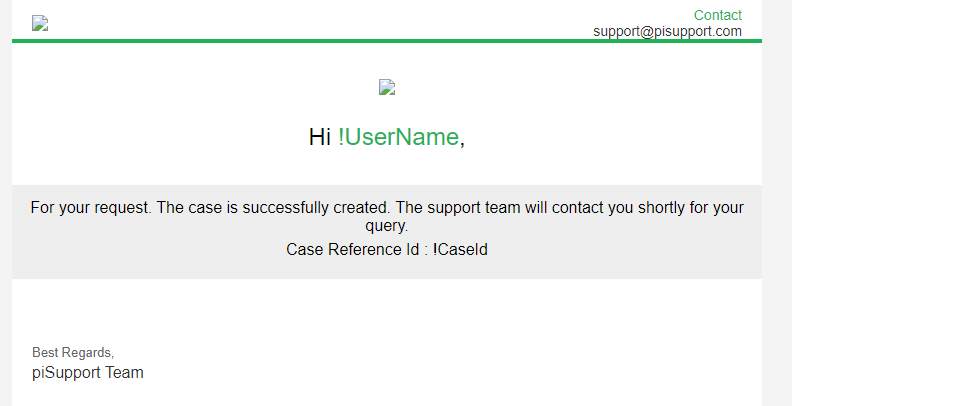 Contact
support@pisupport.com
Hi !UserName,
For your request. The case is successfully created. The support team will contact you shortly for your
query.
Case Reference Id : !CaseId
Best Regards,
piSupport Team